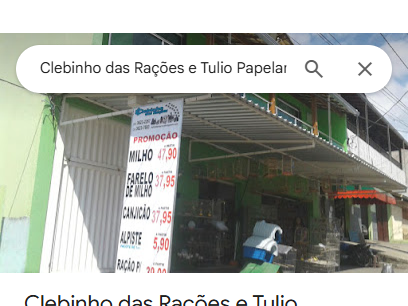 Clebinho das Rações e Tulio Papelar
PROMOÇÃO
MILHO 47,90
FARELO DE MILHO 37,95
CANJICÃO 37,95
ALPISTE 5,90
RAÇÃO P
Clebinho das Rações e Tulio